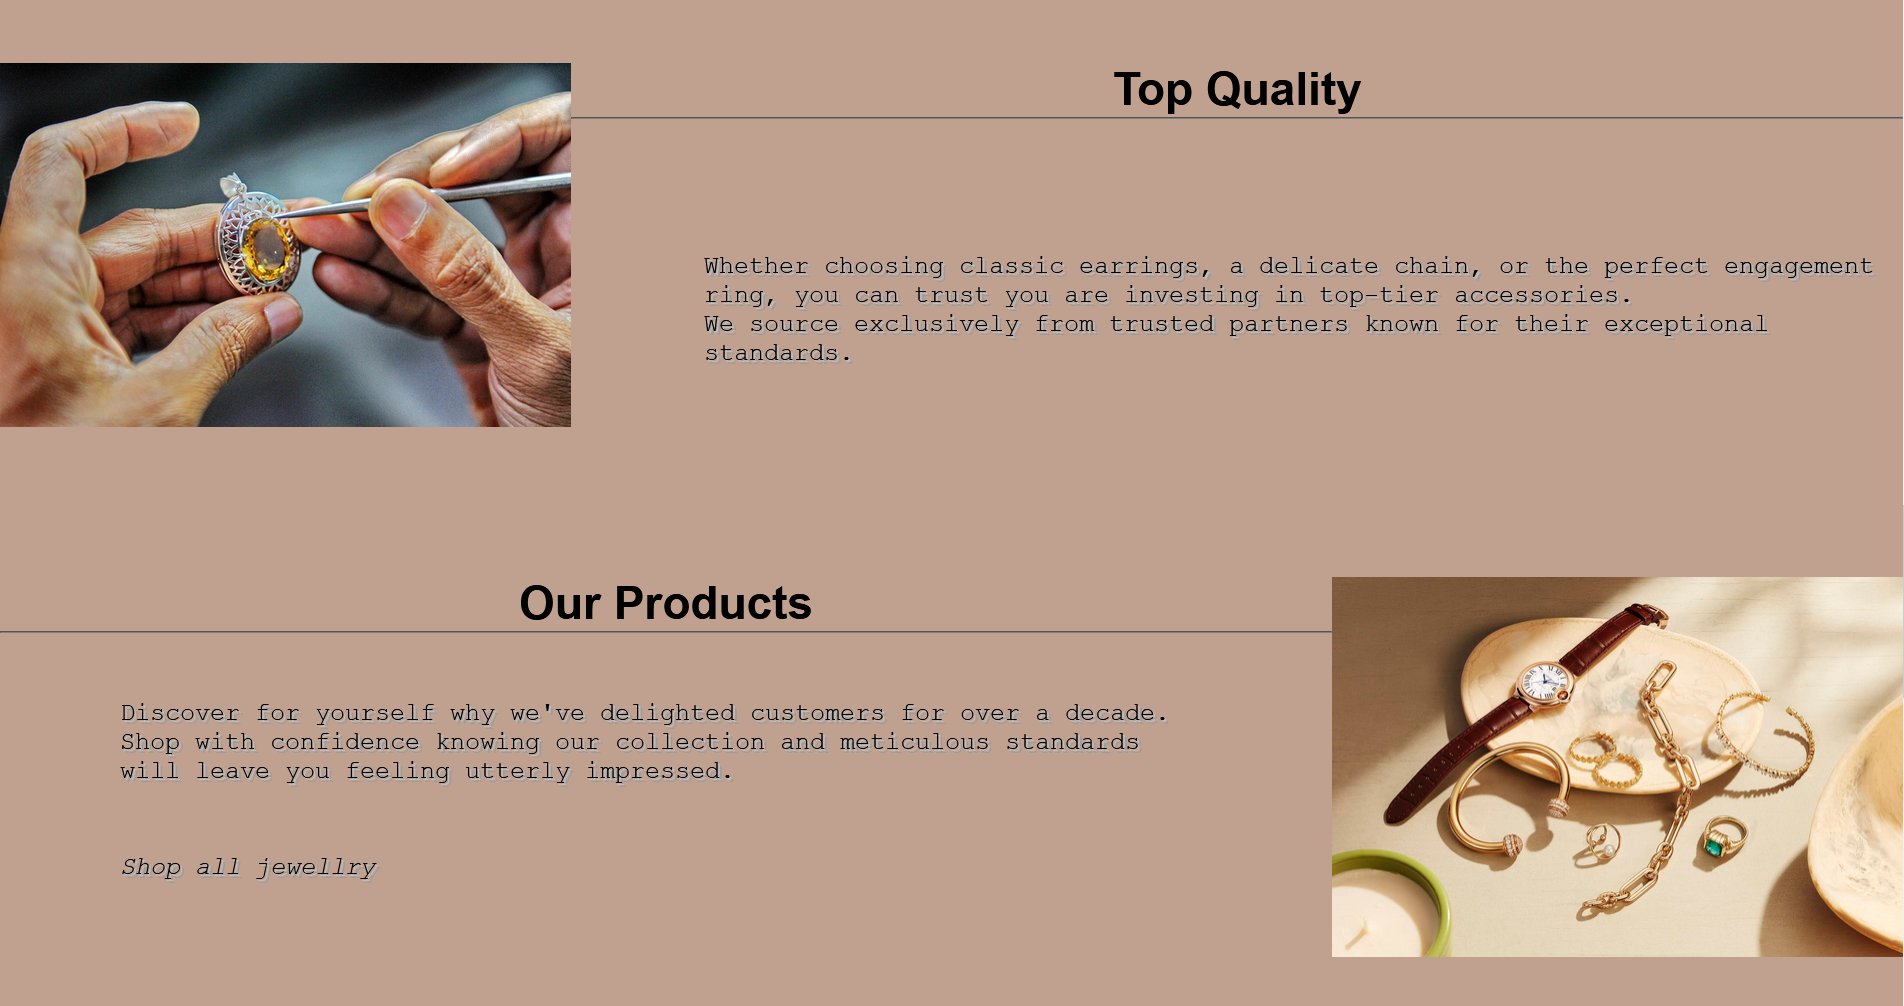 Top Quality
Whether choosing classic earrings, a delicate chain, or the perfect engagement
ring, you can trust you are investing in top-tier accessories.
We source exclusively from trusted partners known for their exceptional
standards.
Our Products
Discover for yourself why we've delighted customers for over a decade.
Shop with confidence knowing our collection and meticulous standards
will leave you feeling utterly impressed.
Shop all jewellry